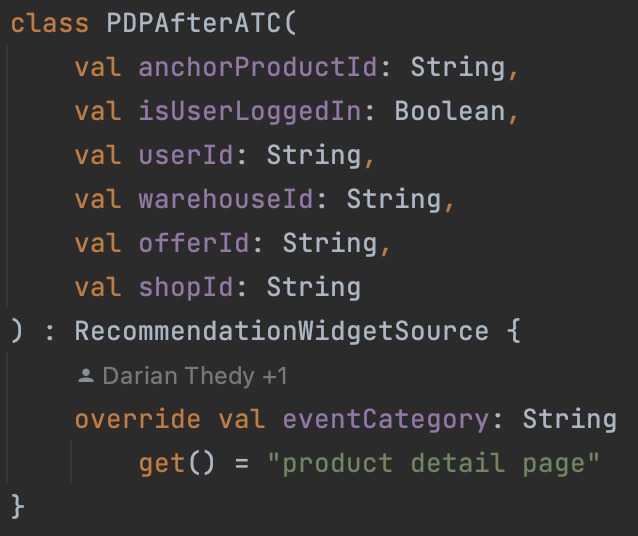 class PDPAfterATC(
    val anchorProductId: String,
    val isUserLoggedIn: Boolean,
    val userId: String,
    val warehouseId: String,
    val offerId: String,
    val shopId: String
) : RecommendationWidgetSource {
    Darian Thedy +1
    override val eventCategory: String
        get() = "product detail page"
}